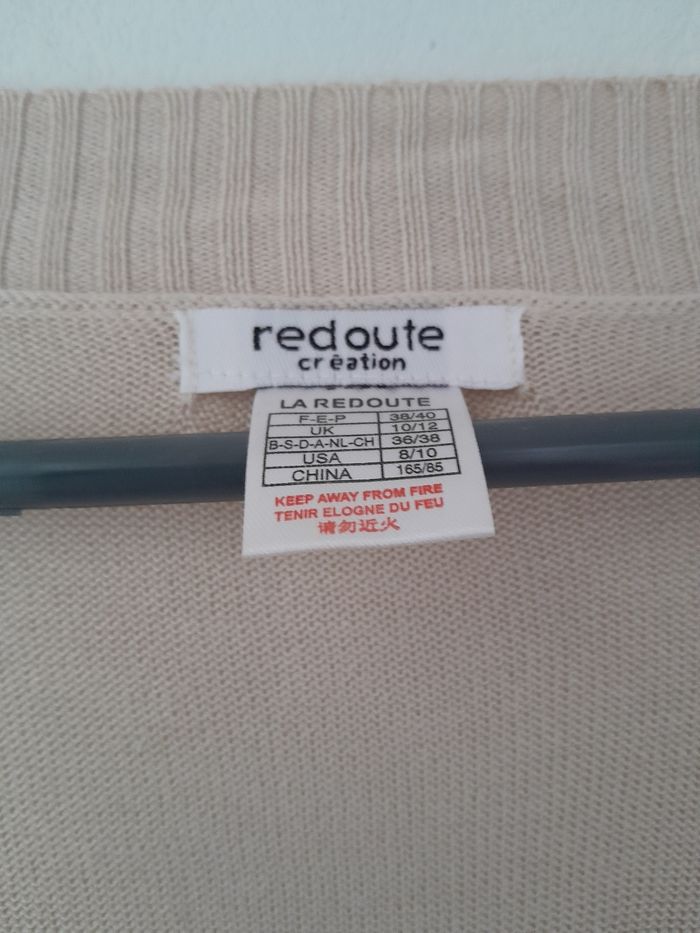 redoute
crèation
LA REDOUTE
F-E-P 38/40
UK 10/12
B-S-D-A-NL-CH 36/38
USA 8/10
CHINA 165/85
KEEP AWAY FROM FIRE
TENIR ELOGNE DU FEU
请勿近火